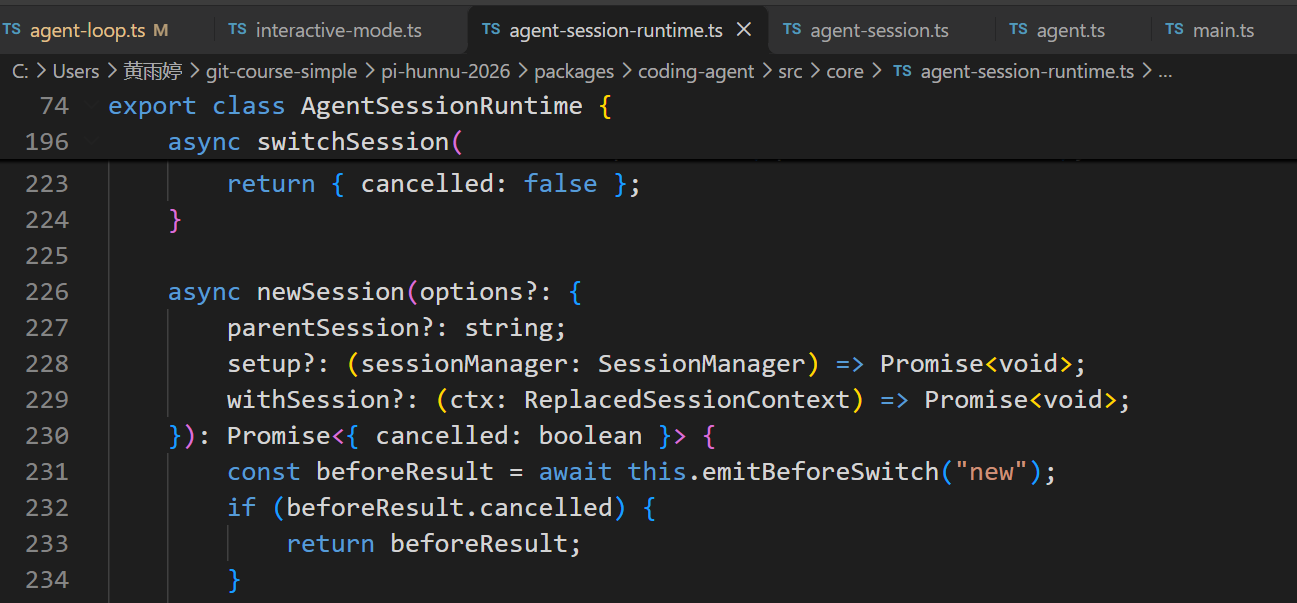 TS agent-loop.ts M TS interactive-mode.ts TS agent-session-runtime.ts TS agent-session.ts TS agent.ts TS main.ts
C: > Users > 黄雨婷 > git-course-simple > pi-hunnu-2026 > packages > coding-agent > src > core > TS agent-session-runtime.ts > ...
74 export class AgentSessionRuntime {
196 async switchSession(
223 return { cancelled: false };
224 }
225
226 async newSession(options?: {
227 parentSession?: string;
228 setup?: (sessionManager: SessionManager) => Promise<void>;
229 withSession?: (ctx: ReplacedSessionContext) => Promise<void>;
230 }): Promise<{ cancelled: boolean }> {
231 const beforeResult = await this.emitBeforeSwitch("new");
232 if (beforeResult.cancelled) {
233 return beforeResult;
234 }